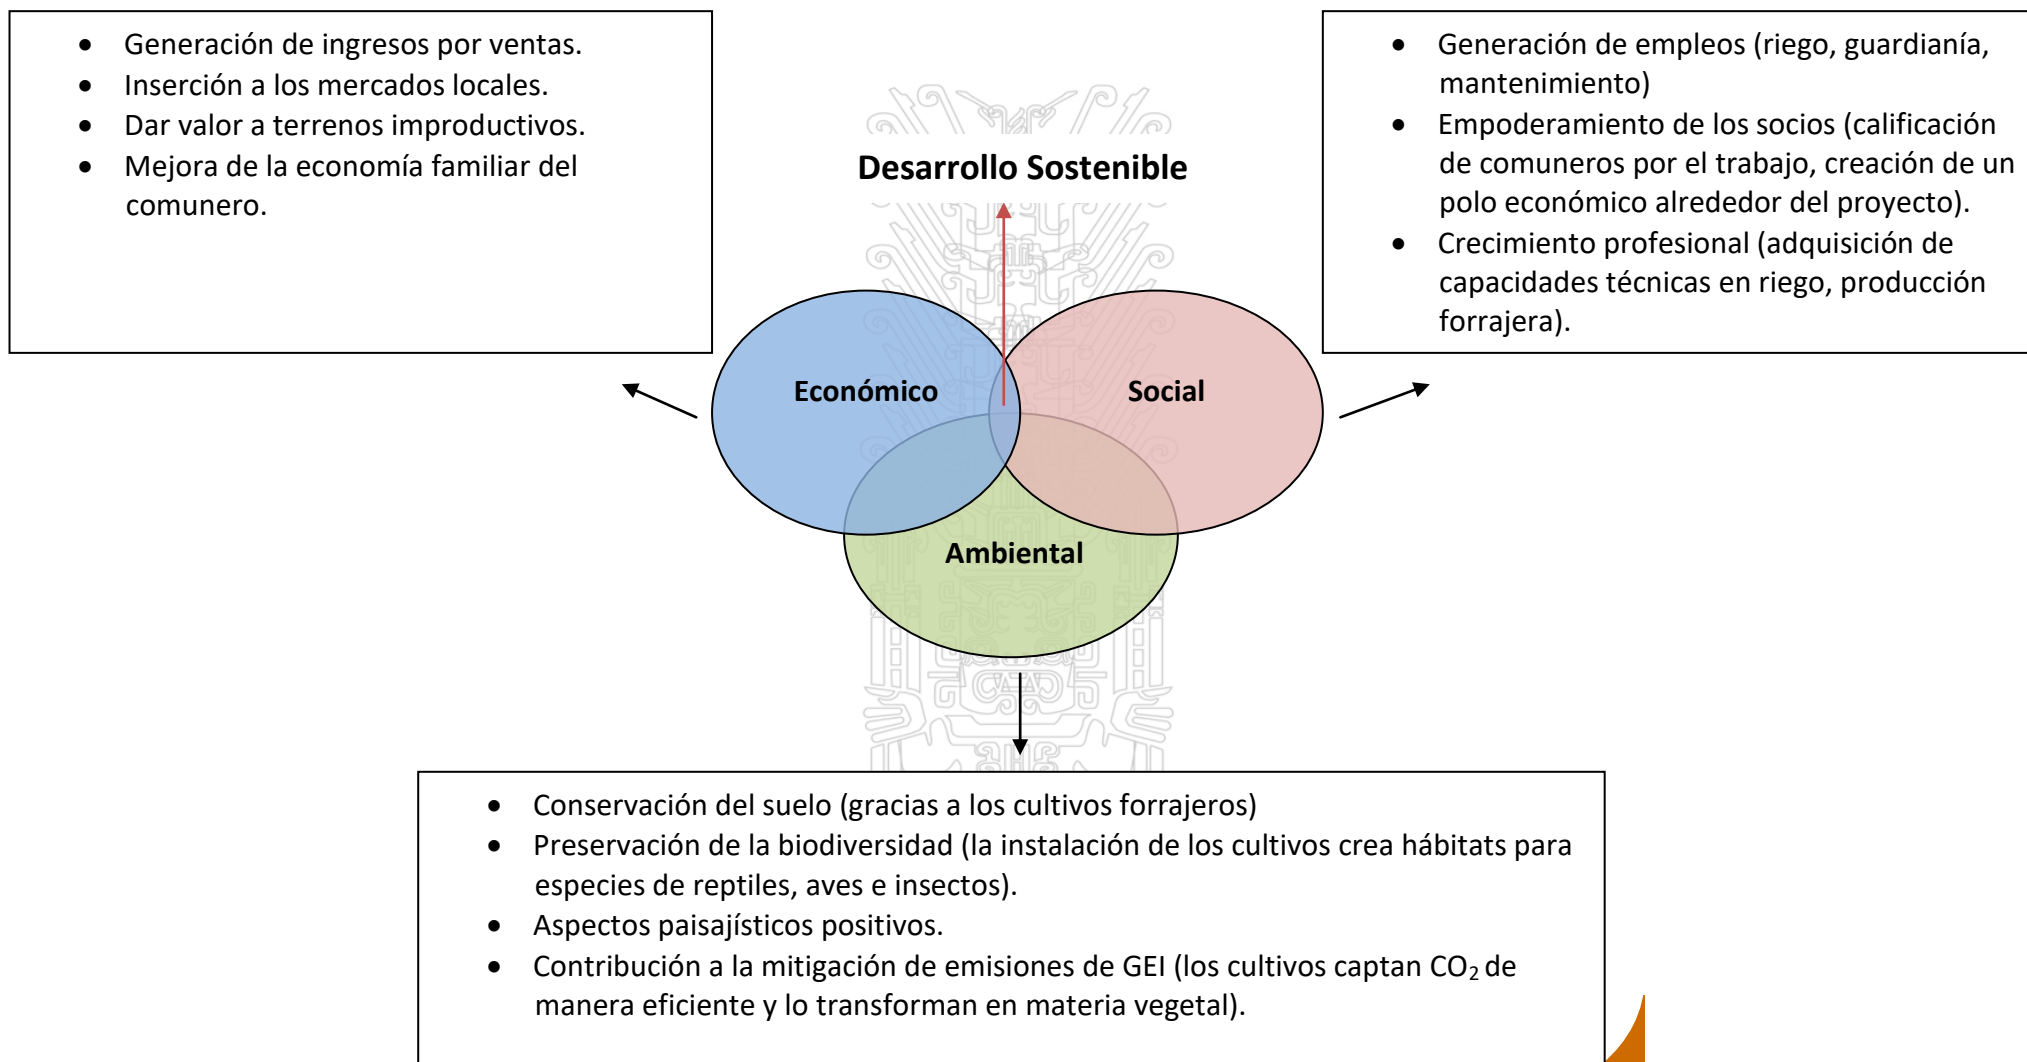 • Generación de ingresos por ventas.
• Inserción a los mercados locales.
• Dar valor a terrenos improductivos.
• Mejora de la economía familiar del
comunero.
• Generación de empleos (riego, guardianía,
mantenimiento)
• Empoderamiento de los socios (calificación
de comuneros por el trabajo, creación de un
polo económico alrededor del proyecto).
• Crecimiento profesional (adquisición de
capacidades técnicas en riego, producción
forrajera).
Desarrollo Sostenible
Económico
Social
Ambiental
• Conservación del suelo (gracias a los cultivos forrajeros)
• Preservación de la biodiversidad (la instalación de los cultivos crea hábitats para
especies de reptiles, aves e insectos).
• Aspectos paisajísticos positivos.
• Contribución a la mitigación de emisiones de GEI (los cultivos captan CO₂ de
manera eficiente y lo transforman en materia vegetal).